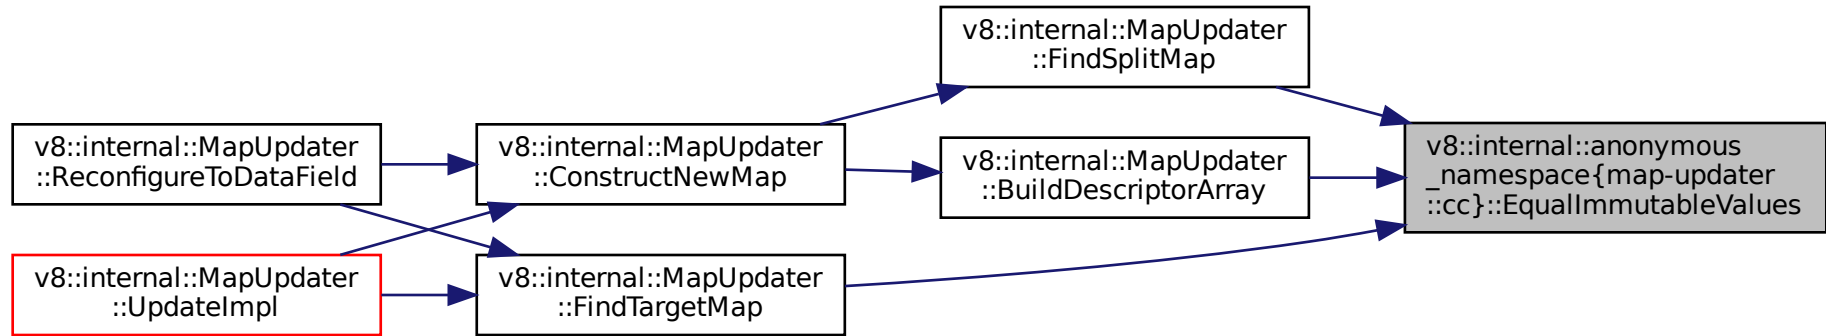 v8::internal::MapUpdater
::FindSplitMap
v8::internal::MapUpdater
::ReconfigureToDataField
v8::internal::MapUpdater
::ConstructNewMap
v8::internal::MapUpdater
::BuildDescriptorArray
v8::internal::anonymous
_namespace{map-updater
::cc}::EqualImmutableValues
v8::internal::MapUpdater
::UpdateImpl
v8::internal::MapUpdater
::FindTargetMap